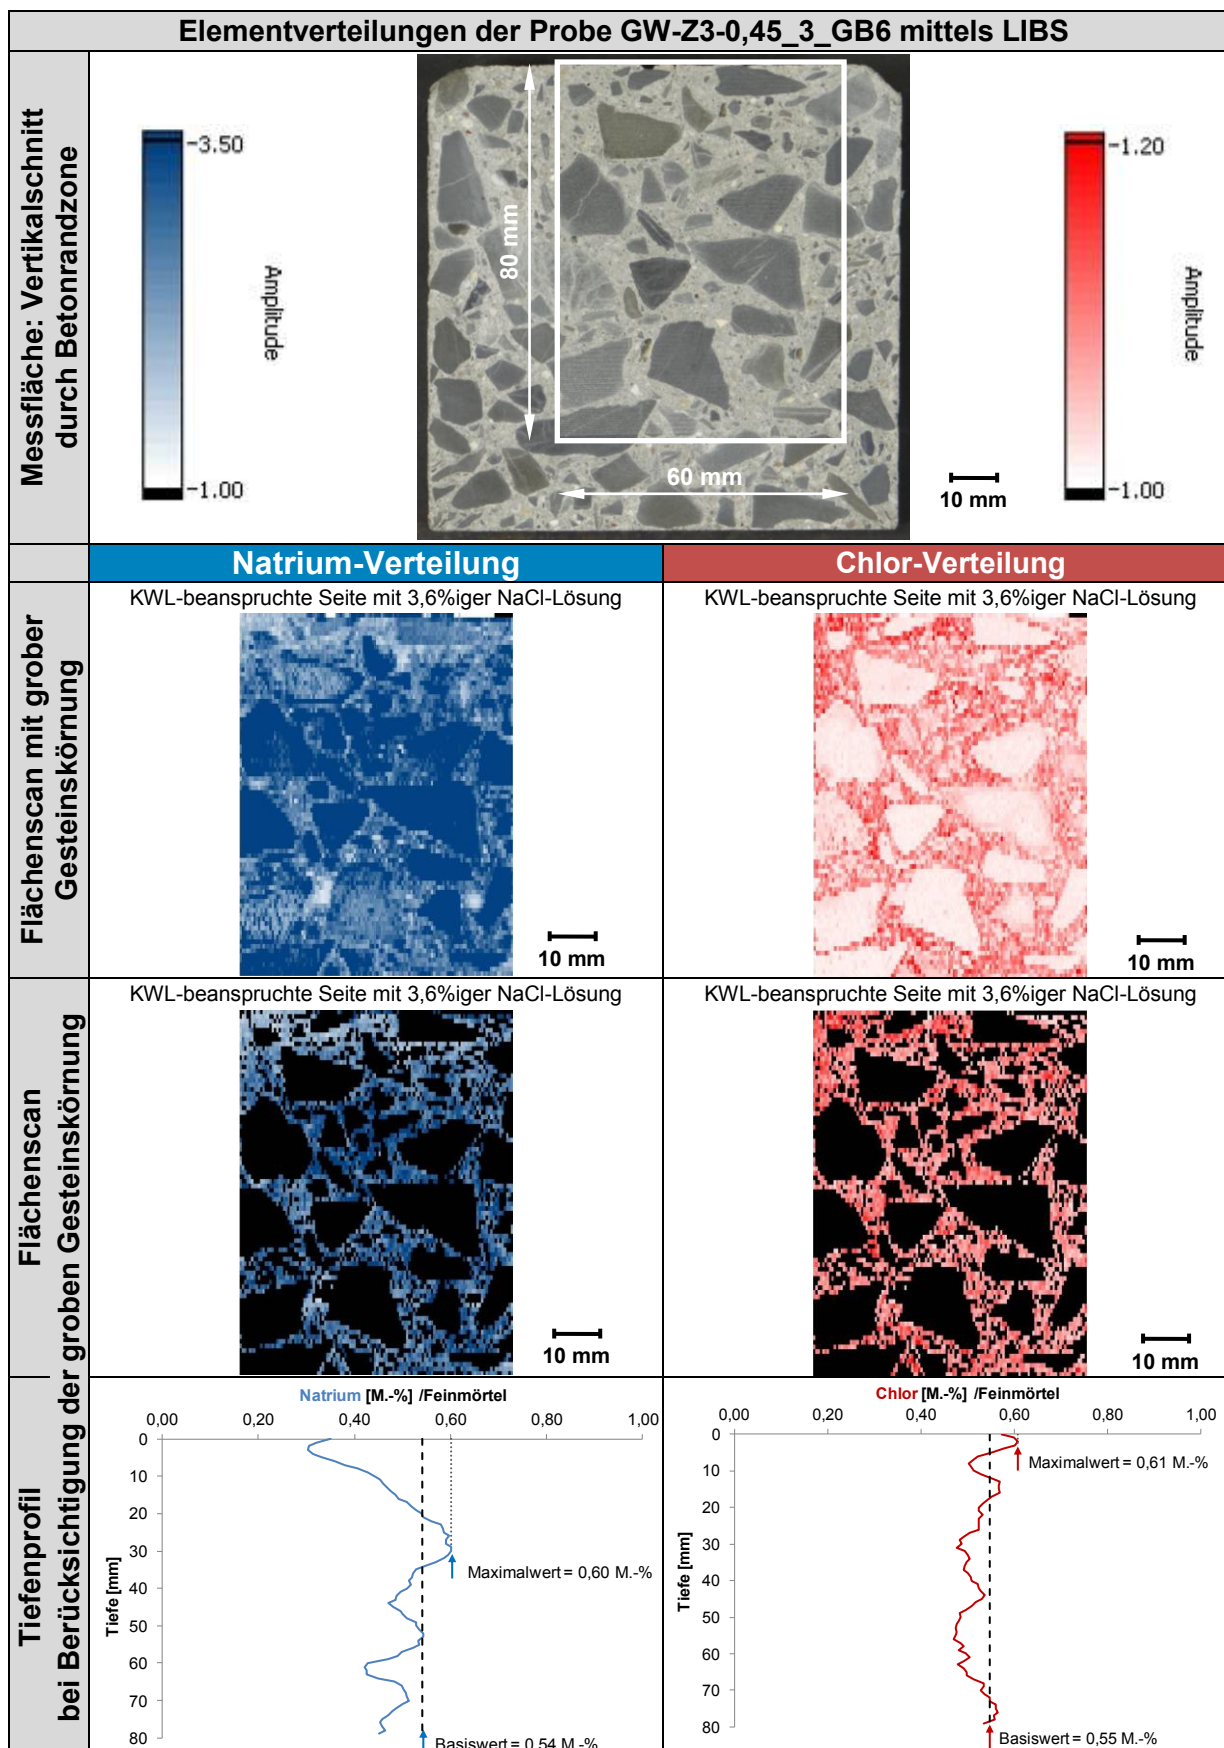 Elementverteilungen der Probe GW-Z3-0,45_3_GB6 mittels LIBS
Messfläche: Vertikalschnitt
durch Betonrandzone
3.50
1.00
Amplitude
80 mm
60 mm
10 mm
1.20
1.00
Amplitude
Natrium-Verteilung
Chlor-Verteilung
Flächenscan mit grober
Gesteinskörnung
KWL-beanspruchte Seite mit 3,6%iger NaCl-Lösung
10 mm
KWL-beanspruchte Seite mit 3,6%iger NaCl-Lösung
10 mm
Flächenscan
Tiefenprofil
bei Berücksichtigung der groben Gesteinskörnung
KWL-beanspruchte Seite mit 3,6%iger NaCl-Lösung
10 mm
KWL-beanspruchte Seite mit 3,6%iger NaCl-Lösung
10 mm
Natrium [M.-%] /Feinmörtel
0,00 0,20 0,40 0,60 0,80 1,00
0
10
20
30
40
50
60
70
80
Tiefe [mm]
Maximalwert = 0,60 M.-%
Basiswert = 0,54 M.-%
Chlor [M.-%] /Feinmörtel
0,00 0,20 0,40 0,60 0,80 1,00
0
10
20
30
40
50
60
70
80
Tiefe [mm]
Maximalwert = 0,61 M.-%
Basiswert = 0,55 M.-%